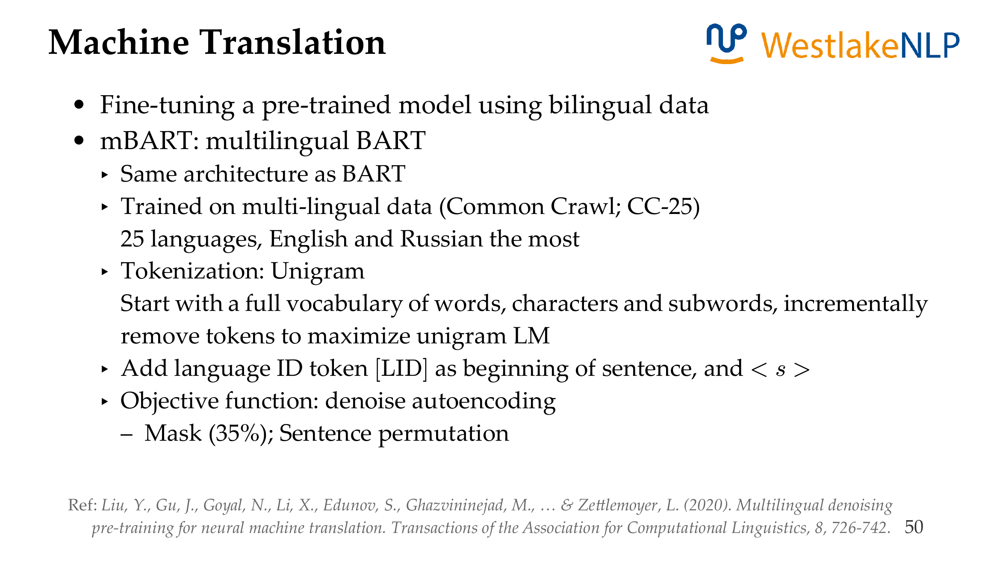 Machine Translation
WestlakeNLP
• Fine-tuning a pre-trained model using bilingual data
• mBART: multilingual BART
‣ Same architecture as BART
‣ Trained on multi-lingual data (Common Crawl; CC-25)
25 languages, English and Russian the most
‣ Tokenization: Unigram
Start with a full vocabulary of words, characters and subwords, incrementally
remove tokens to maximize unigram LM
‣ Add language ID token [LID] as beginning of sentence, and < s >
‣ Objective function: denoise autoencoding
– Mask (35%); Sentence permutation
Ref: Liu, Y., Gu, J., Goyal, N., Li, X., Edunov, S., Ghazvininejad, M., … & Zettlemoyer, L. (2020). Multilingual denoising
pre-training for neural machine translation. Transactions of the Association for Computational Linguistics, 8, 726-742.
50